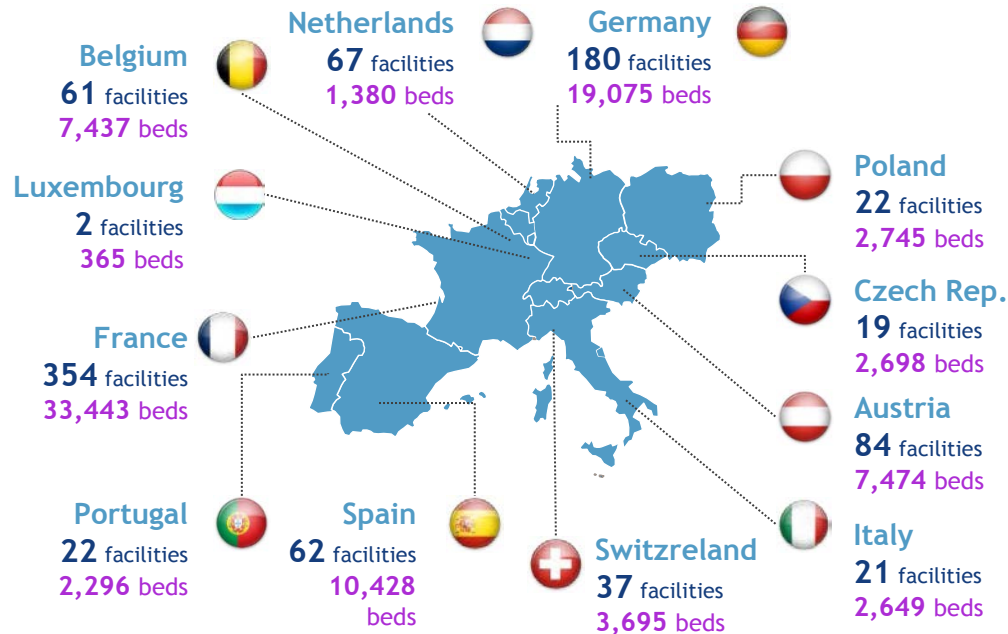 Netherlands
67 facilities
1,380 beds
Germany
180 facilities
19,075 beds
Belgium
61 facilities
7,437 beds
Luxembourg
2 facilities
365 beds
Poland
22 facilities
2,745 beds
Czech Rep.
19 facilities
2,698 beds
France
354 facilities
33,443 beds
Austria
84 facilities
7,474 beds
Portugal
22 facilities
2,296 beds
Spain
62 facilities
10,428
beds
Switzreland
37 facilities
3,695 beds
Italy
21 facilities
2,649 beds